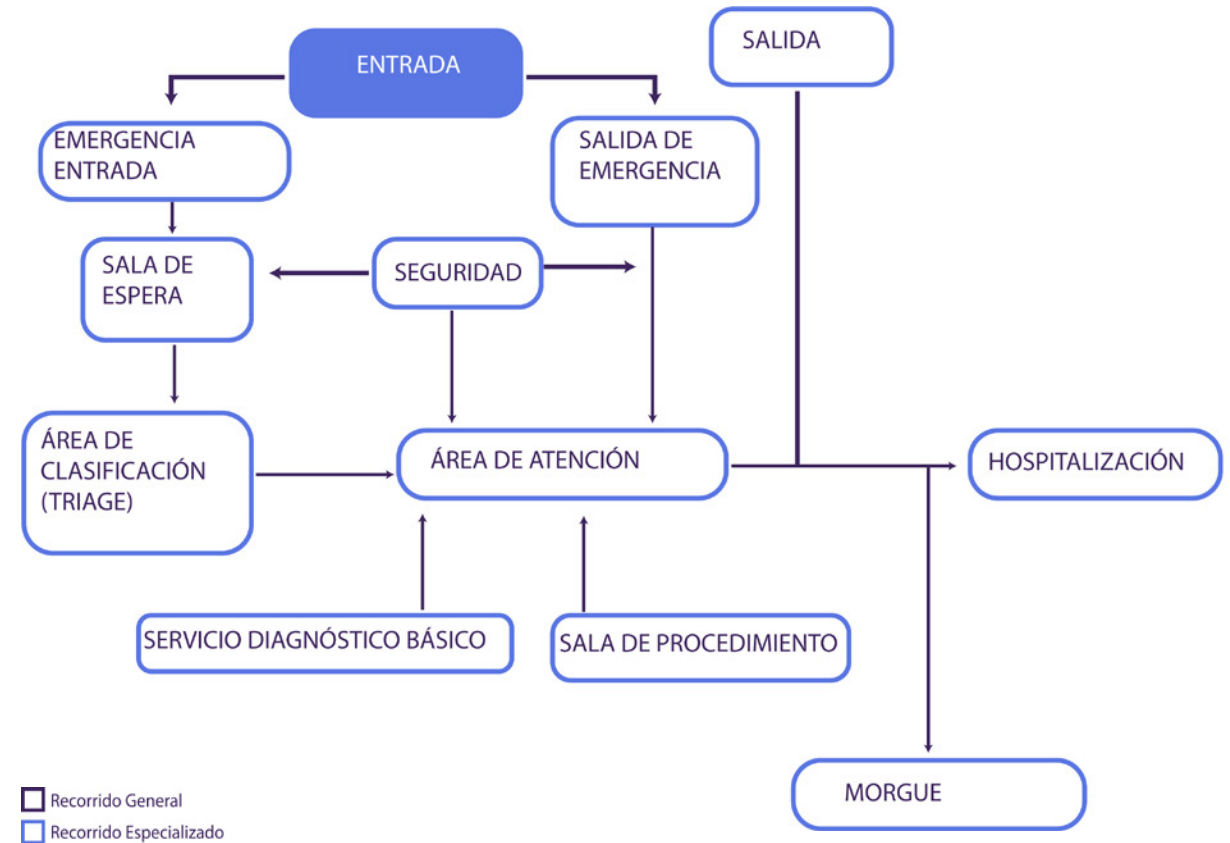 ENTRADA
SALIDA
EMERGENCIA
ENTRADA
SALIDA DE
EMERGENCIA
SALA DE
ESPERA
SEGURIDAD
ÁREA DE
CLASIFICACIÓN
(TRIAGE)
ÁREA DE ATENCIÓN
HOSPITALIZACIÓN
SERVICIO DIAGNÓSTICO BÁSICO
SALA DE PROCEDIMIENTO
MORGUE
Recorrido General
Recorrido Especializado